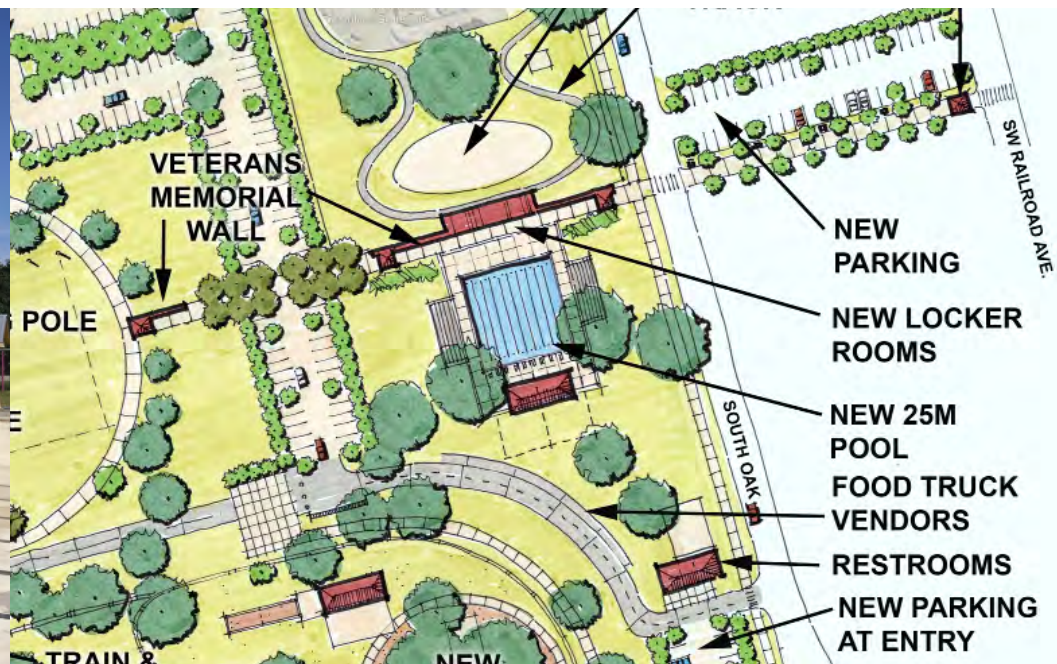 VETERANS
MEMORIAL
WALL
POLE
NEW
PARKING
SW RAILROAD AVE.
NEW LOCKER
ROOMS
NEW 25M
POOL
SOUTH OAK
FOOD TRUCK
VENDORS
RESTROOMS
NEW PARKING
AT ENTRY
TRAIN &
NEW